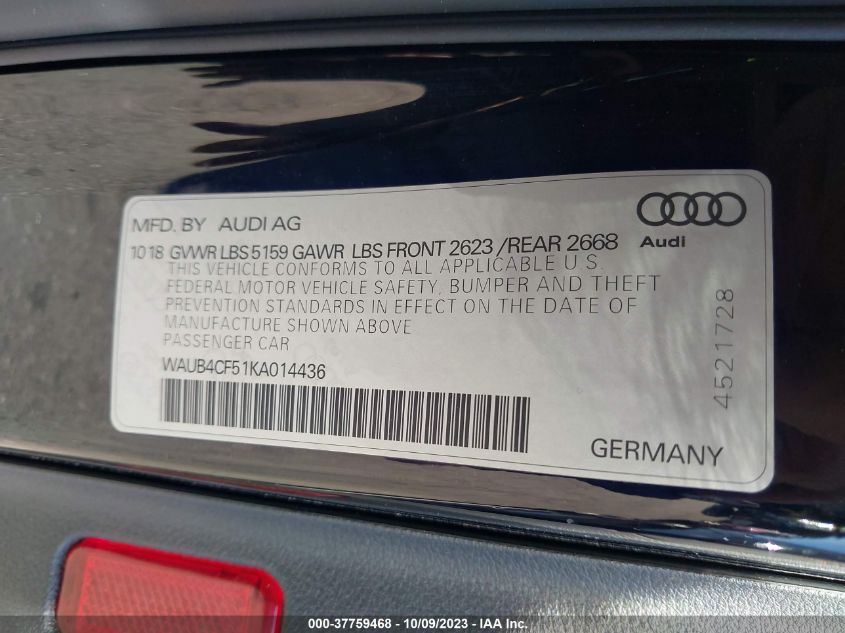 MFD. BY AUDI AG
Audi
10 18 GVWR LBS 5159 GAWR LBS FRONT 2623 /REAR 2668
THIS VEHICLE CONFORMS TO ALL APPLICABLE U S
FEDERAL MOTOR VEHICLE SAFETY, BUMPER AND THEFT
PREVENTION STANDARDS IN EFFECT ON THE DATE OF
MANUFACTURE SHOWN ABOVE
PASSENGER CAR
WAUB4CF51KA014436
4521728
GERMANY
000-37759468 - 10/09/2023 - IAA Inc.